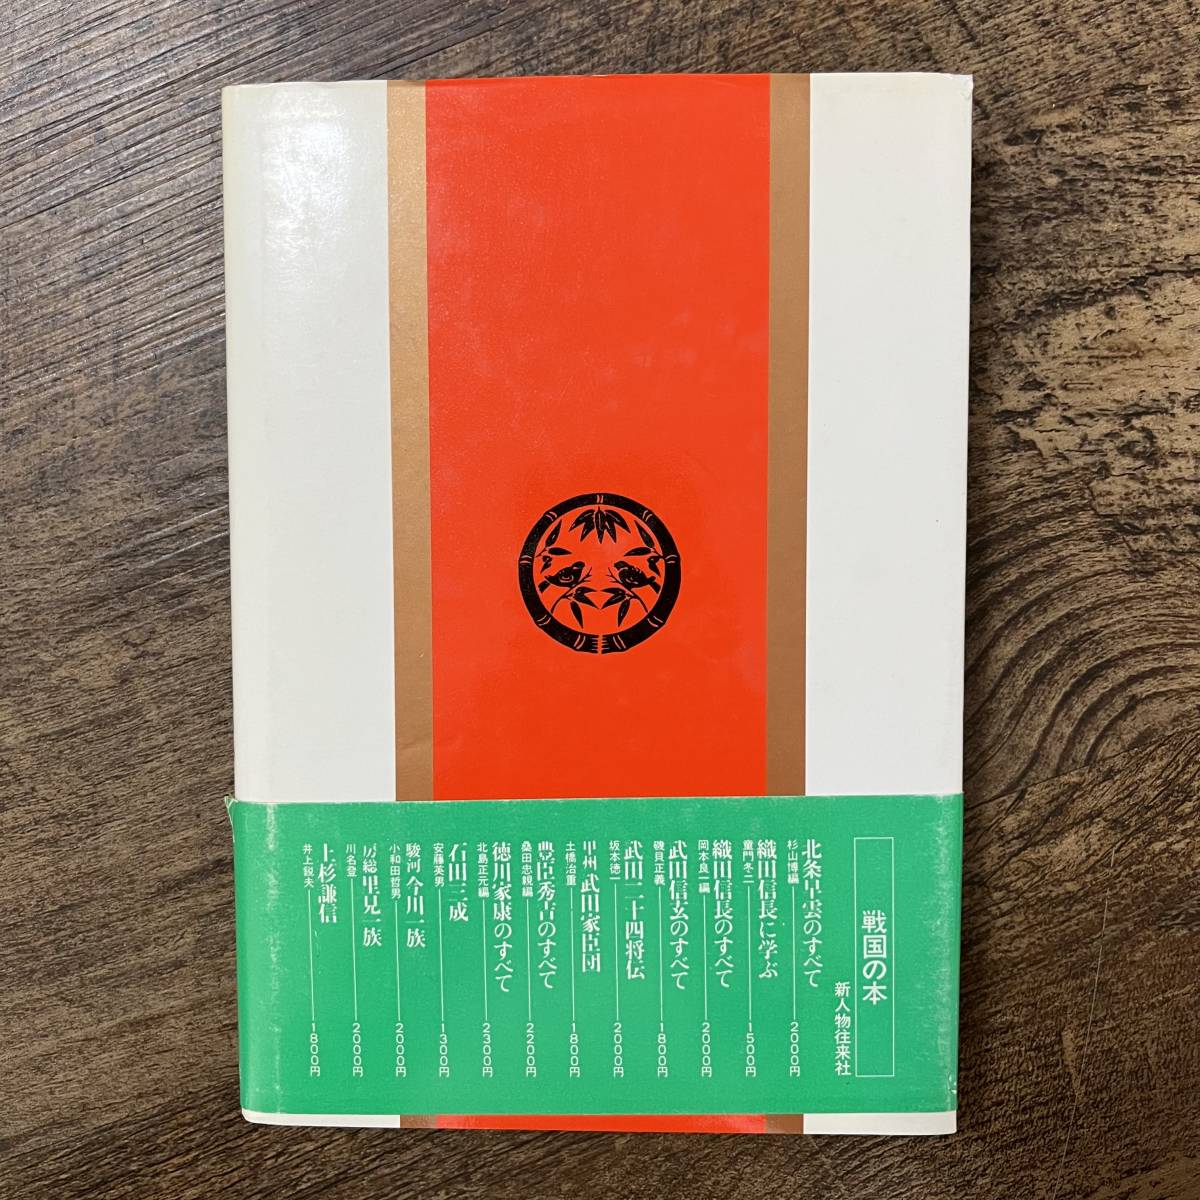 戦国の本
新人物往来社
北条早雲のすべて
杉山博編――2000円
織田信長に学ぶ
童門冬二――1500円
織田信長のすべて
岡本良一編――2000円
武田信玄のすべて
磯貝正義――1800円
武田二十四将伝
坂本徳一――2000円
甲州武田家臣団
土橋治重――1800円
豊臣秀吉のすべて
桑田忠親編――2200円
徳川家康のすべて
北島正元編――2300円
石田三成
安藤英男――1300円
駿河今川一族
小和田哲男――2000円
房総里見一族
川名登――2000円
上杉謙信
井上鋭夫――1800円